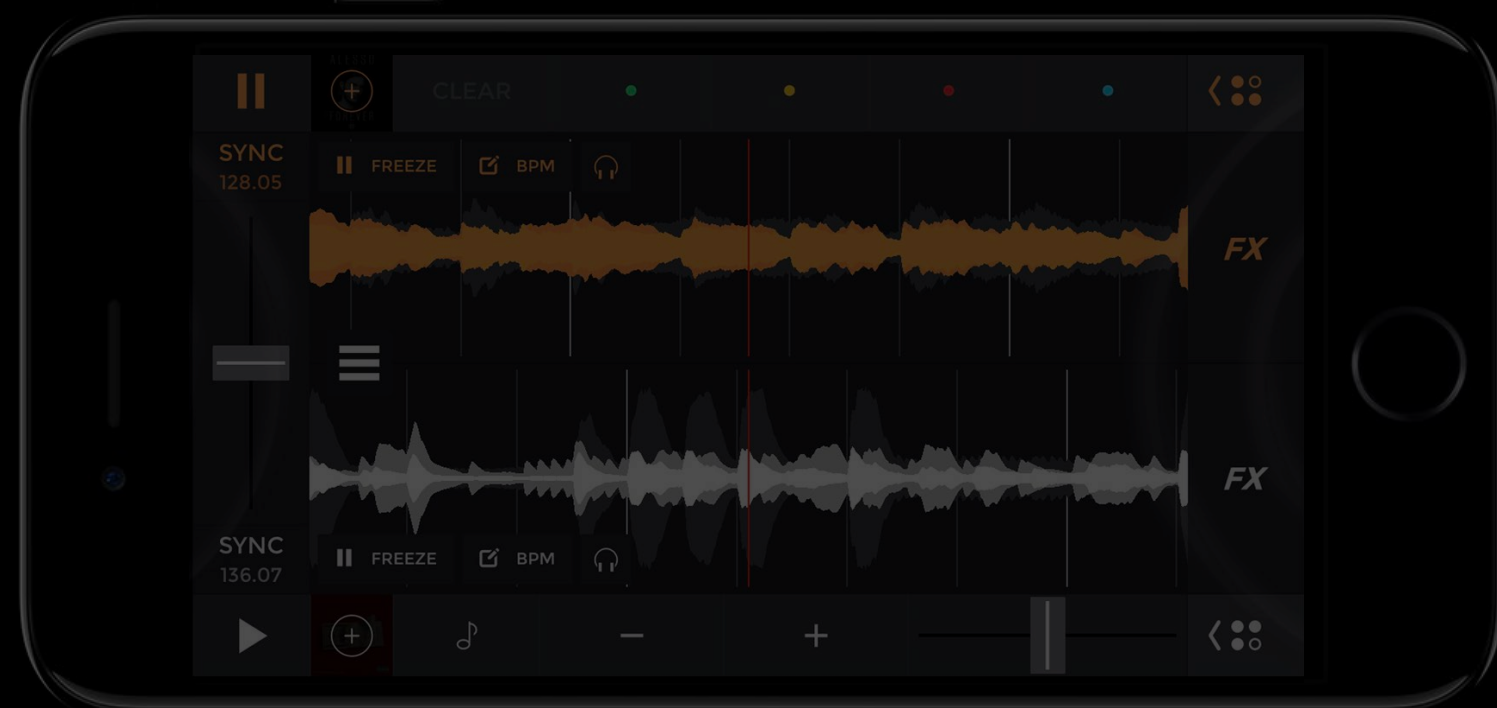 CLEAR
SYNC
128.05
FREEZE BPM
FX
FX
SYNC
136.07
FREEZE BPM